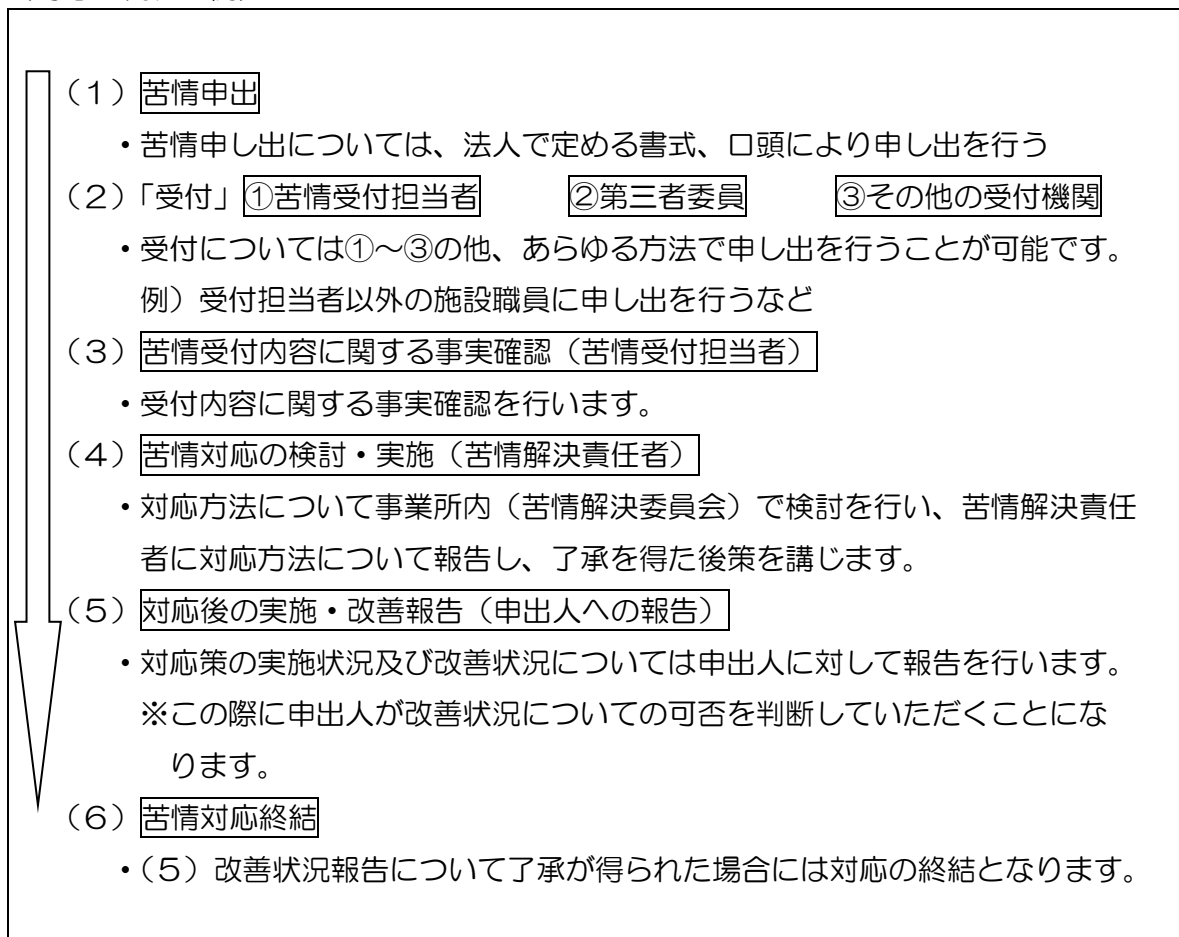 （１）苦情申出
・苦情申し出については、法人で定める書式、口頭により申し出を行う
（２）「受付」①苦情受付担当者　②第三者委員　③その他の受付機関
・受付については①～③の他、あらゆる方法で申し出を行うことが可能です。
例）受付担当者以外の施設職員に申し出を行うなど
（３）苦情受付内容に関する事実確認（苦情受付担当者）
・受付内容に関する事実確認を行います。
（４）苦情対応の検討・実施（苦情解決責任者）
・対応方法について事業所内（苦情解決委員会）で検討を行い、苦情解決責任
者に対応方法について報告し、了承を得た後策を講じます。
（５）対応後の実施・改善報告（申出人への報告）
・対応策の実施状況及び改善状況については申出人に対して報告を行います。
※この際に申出人が改善状況についての可否を判断していただくことにな
ります。
（６）苦情対応終結
・（５）改善状況報告について了承が得られた場合には対応の終結となります。